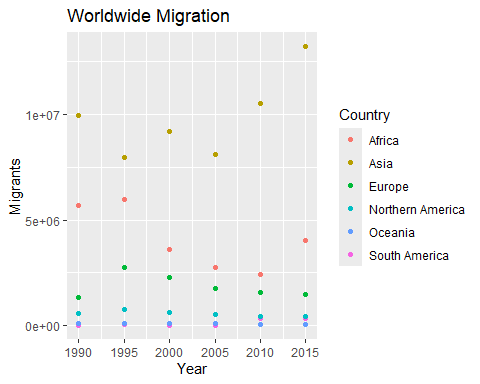 Worldwide Migration
Migrants
1e+07
5e+06
0e+00
1990 1995 2000 2005 2010 2015
Year
Country
Africa
Asia
Europe
Northern America
Oceania
South America